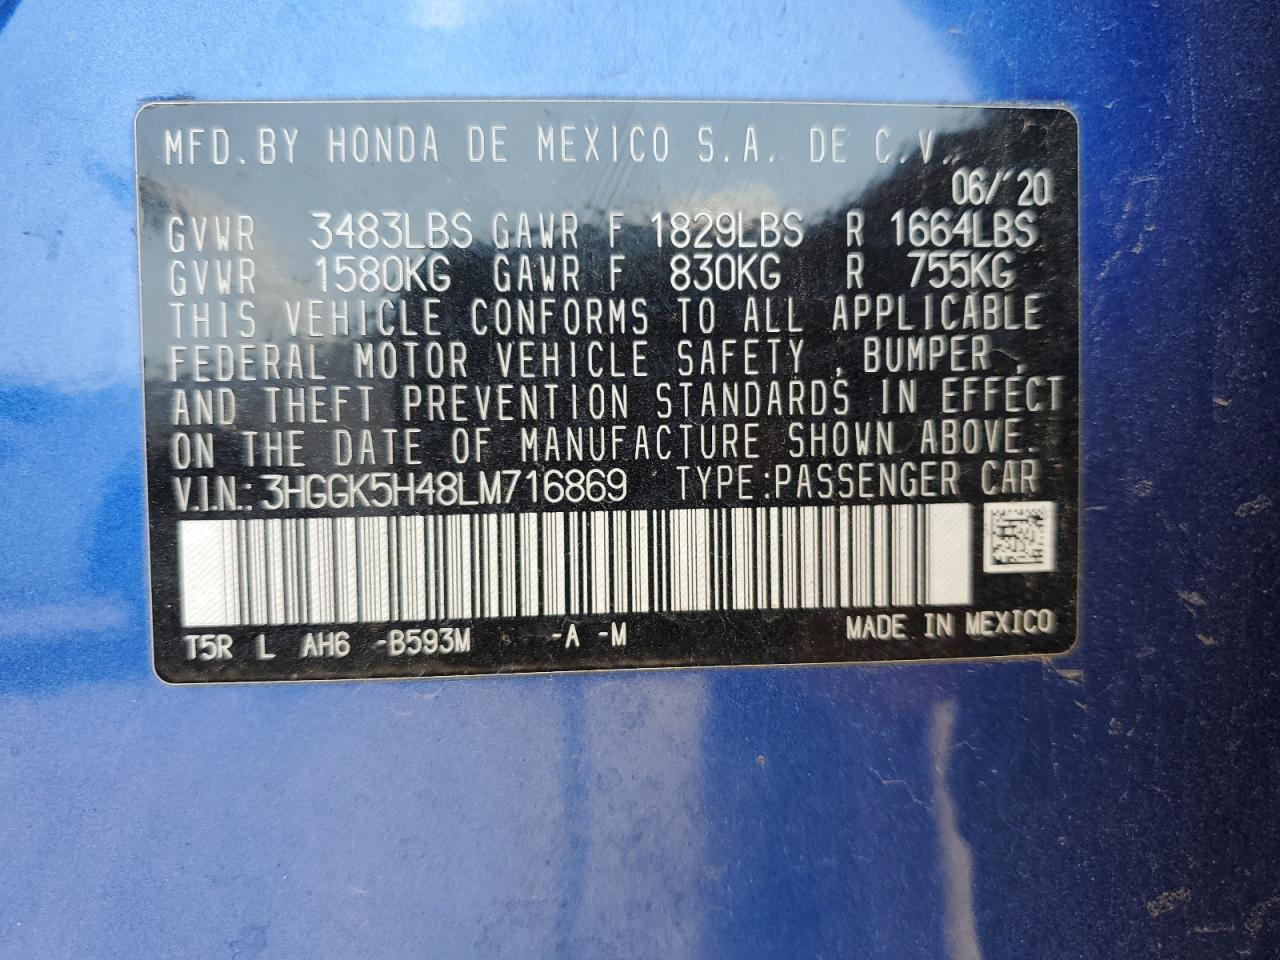 MFD.BY HONDA DE MEXICO S.A. DE C.V.
06/'20
GVWR 3483LBS GAWR F 1829LBS R 1664LBS
GVWR 1580KG GAWR F 830KG R 755KG
THIS VEHICLE CONFORMS TO ALL APPLICABLE
FEDERAL MOTOR VEHICLE SAFETY , BUMPER ,
AND THEFT PREVENTION STANDARDS IN EFFECT
ON THE DATE OF MANUFACTURE SHOWN ABOVE.
V.I.N.: 3HGGK5H48LM716869 TYPE:PASSENGER CAR
T5R L AH6 -B593M -A -M MADE IN MEXICO